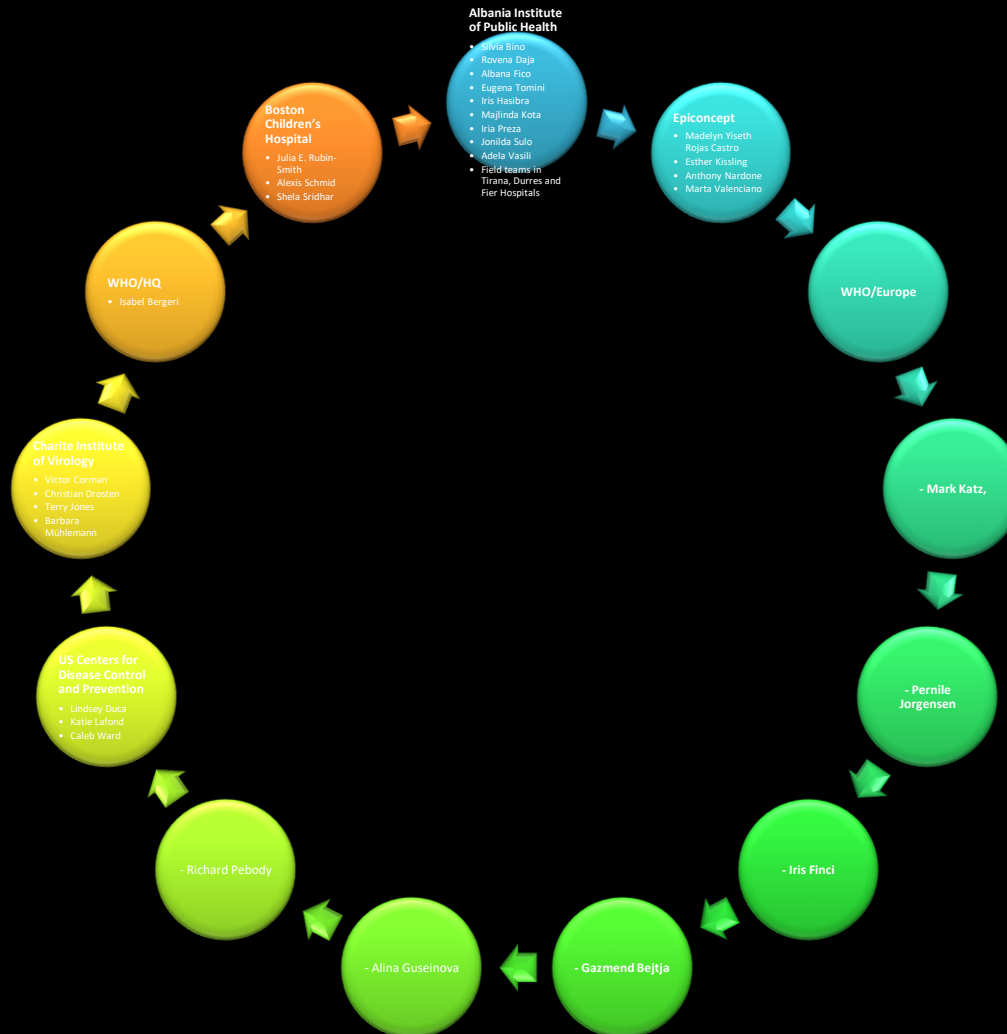 Albania Institute
of Public Health
• Silvia Bino
• Rovena Daja
• Albana Fico
• Eugena Tomini
• Iris Hasibra
• Majlinda Kota
• Iria Preza
• Jonilda Sulo
• Adela Vasili
• Field teams in
Tirana, Durres and
Fier Hospitals
Epiconcept
• Madelyn Yiseth
Rojas Castro
• Esther Kissling
• Anthony Nardone
• Marta Valenciano
WHO/Europe
- Mark Katz,
- Pernile
Jorgensen
- Iris Finci
- Gazmend Bejtja
- Alina Guseinova
- Richard Pebody
US Centers for
Disease Control
and Prevention
• Lindsey Duca
• Katie Lafond
• Caleb Ward
Charite Institute
of Virology
• Victor Corman
• Christian Drosten
• Terry Jones
• Barbara
Mühlemann
WHO/HQ
• Isabel Bergeri
Boston
Children's
Hospital
• Julia E. Rubin-
Smith
• Alexis Schmid
• Shela Sridhar